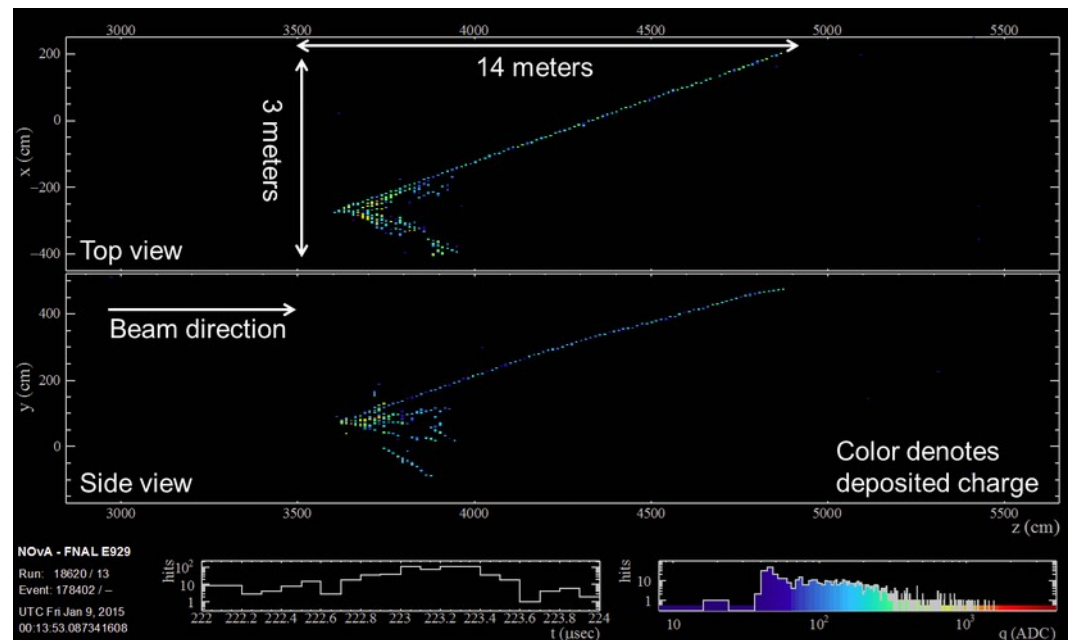 3000 3500 4000 4500 5000 5500
200
0
−200
−400
x (cm)
14 meters
3 meters
Top view
400
200
0
y (cm)
Beam direction
Side view
Color denotes
deposited charge
3000 3500 4000 4500 5000 5500
z (cm)
NOvA - FNAL E929
Run: 18620 / 13
Event: 178402 / --
UTC Fri Jan 9, 2015
00:13:53.087341608
hits
10²
10
1
222 222.2 222.4 222.6 222.8 223 223.2 223.4 223.6 223.8 224
t (μsec)
hits
10
1
10 10² 10³
q (ADC)